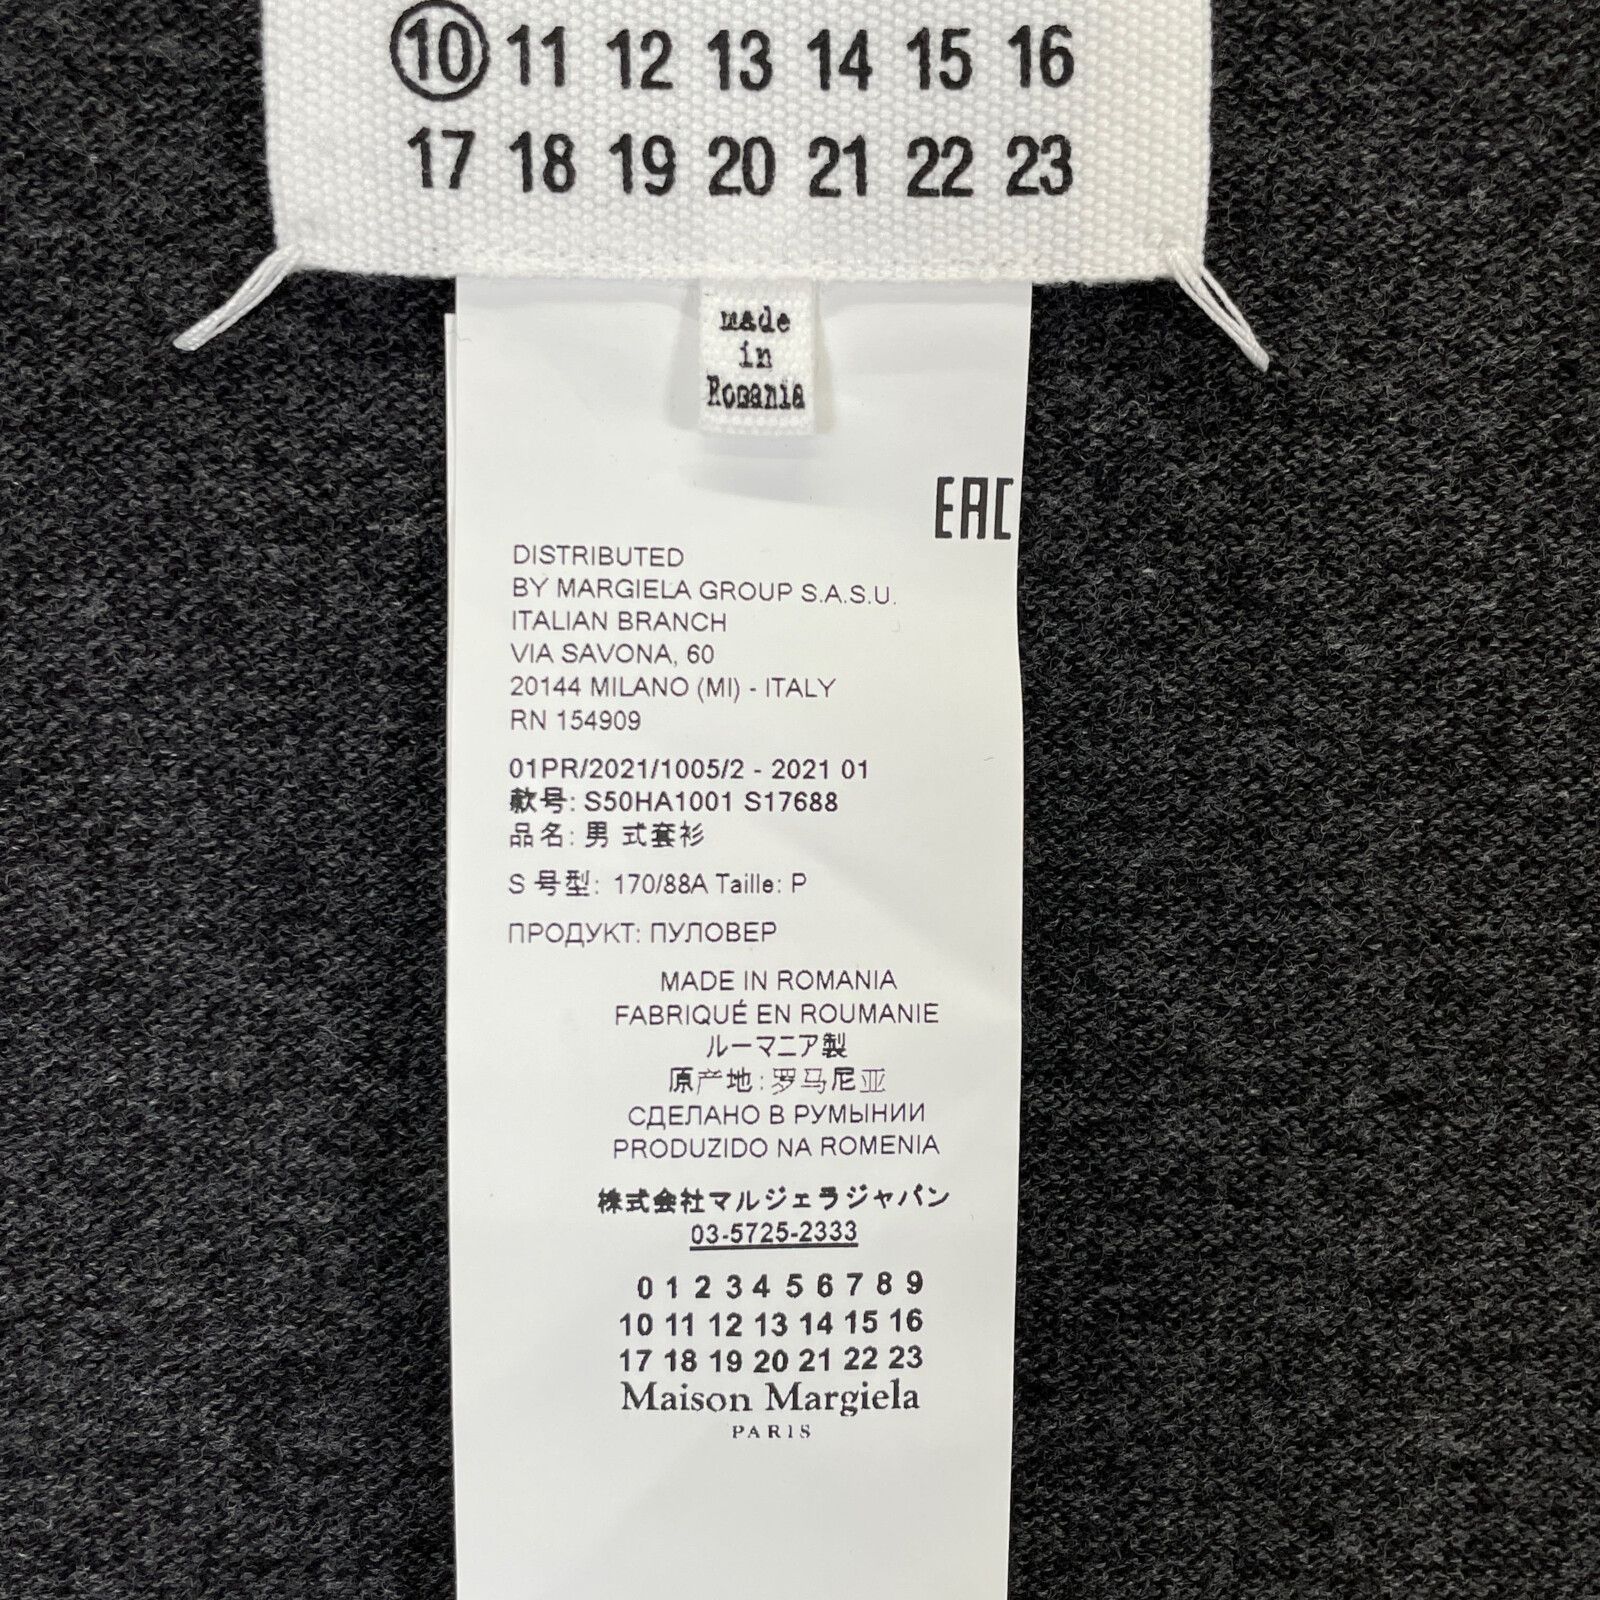 10 11 12 13 14 15 16
17 18 19 20 21 22 23
made
in
Romania
EAC
DISTRIBUTED
BY MARGIELA GROUP S.A.S.U.
ITALIAN BRANCH
VIA SAVONA, 60
20144 MILANO (MI) - ITALY
RN 154909
01PR/2021/1005/2 - 2021 01
款号: S50HA1001 S17688
品名: 男 式套衫
S 号型: 170/88A Taille: P
ПРОДУКТ: ПУЛОВЕР
MADE IN ROMANIA
FABRIQUÉ EN ROUMANIE
ルーマニア製
原产地: 罗马尼亚
СДЕЛАНО В РУМЫНИИ
PRODUZIDO NA ROMENIA
株式会社マルジェラジャパン
03-5725-2333
0 1 2 3 4 5 6 7 8 9
10 11 12 13 14 15 16
17 18 19 20 21 22 23
Maison Margiela
PARIS